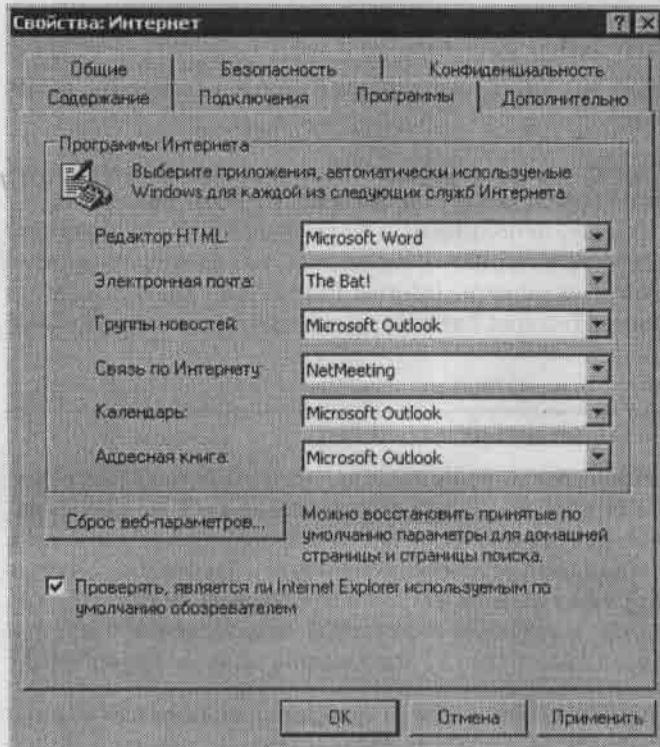 Свойства: Интернет
Общие
Безопасность
Конфиденциальность
Содержание
Подключения
Программы
Дополнительно
Программы Интернета
Выберите приложения, автоматически используемые
Windows для каждой из следующих служб Интернета.
Редактор HTML:
Microsoft Word
Электронная почта:
The Bat!
Группы новостей:
Microsoft Outlook
Связь по Интернету:
NetMeeting
Календарь:
Microsoft Outlook
Адресная книга:
Microsoft Outlook
Сброс веб-параметров...
Можно восстановить принятые по
умолчанию параметры для домашней
страницы и страницы поиска.
Проверять, является ли Internet Explorer используемым по
умолчанию обозревателем
OK
Отмена
Применить